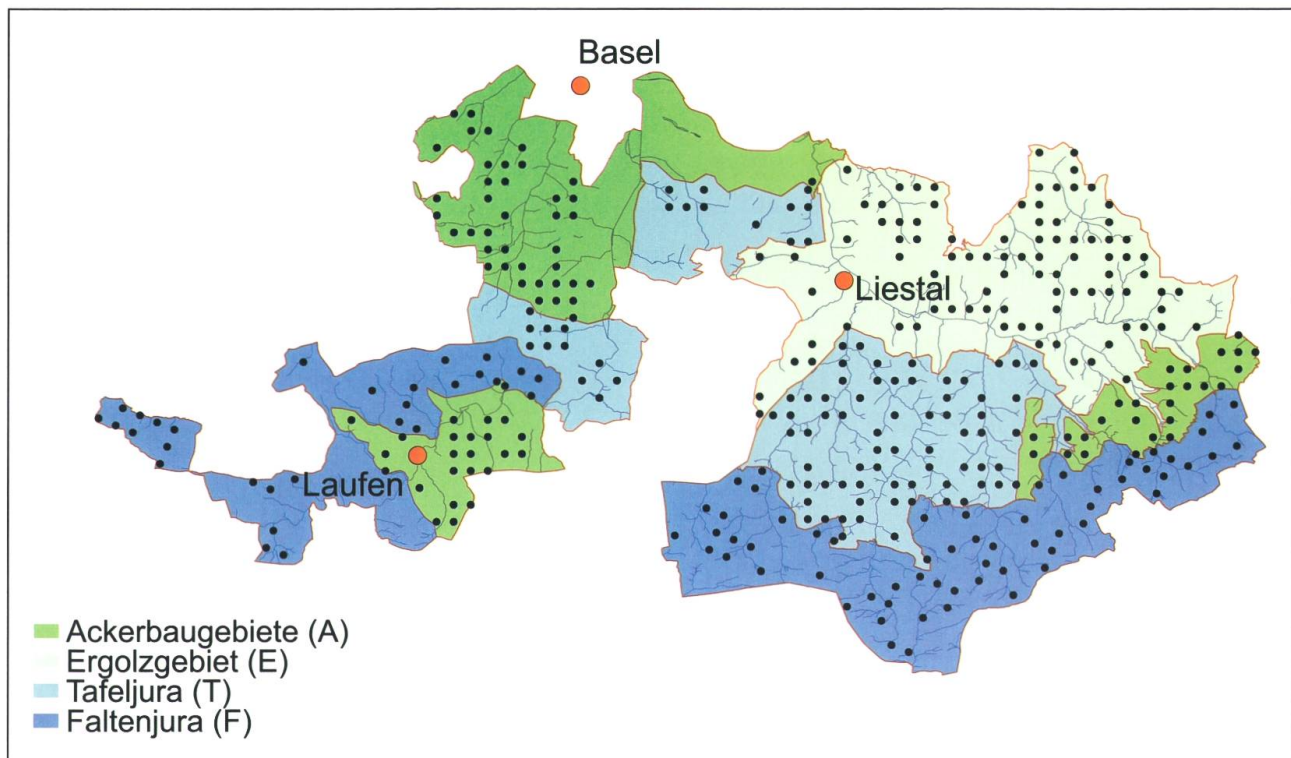 Basel
Liestal
Laufen
Ackerbaugebiete (A)
Ergolzgebiet (E)
Tafeljura (T)
Faltenjura (F)